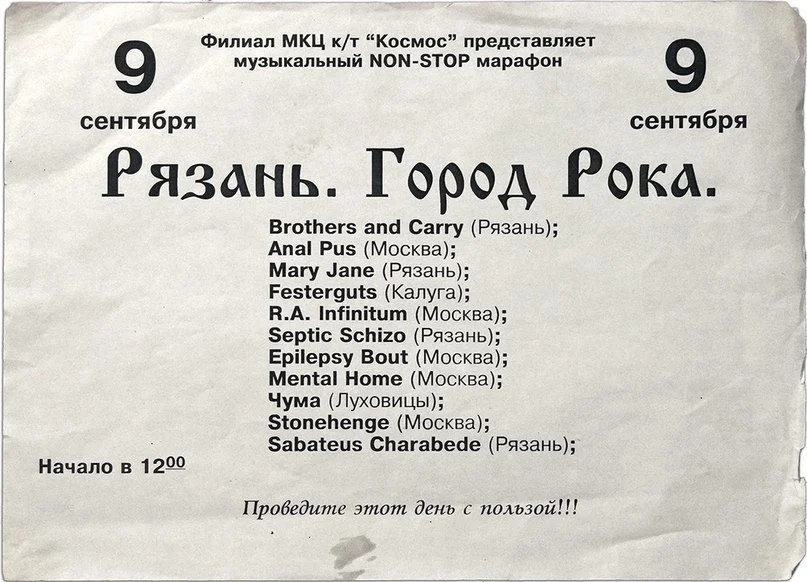 9
сентября
Филиал МКЦ к/т "Космос" представляет
музыкальный NON-STOP марафон
9
сентября
Рязань. Город Рока.
Brothers and Carry (Рязань);
Anal Pus (Москва);
Mary Jane (Рязань);
Festerguts (Калуга);
R.A. Infinitum (Москва);
Septic Schizo (Рязань);
Epilepsy Bout (Москва);
Mental Home (Москва);
Чума (Луховицы);
Stonehenge (Москва);
Sabateus Charabede (Рязань);
Начало в 12⁰⁰
Проведите этот день с пользой!!!